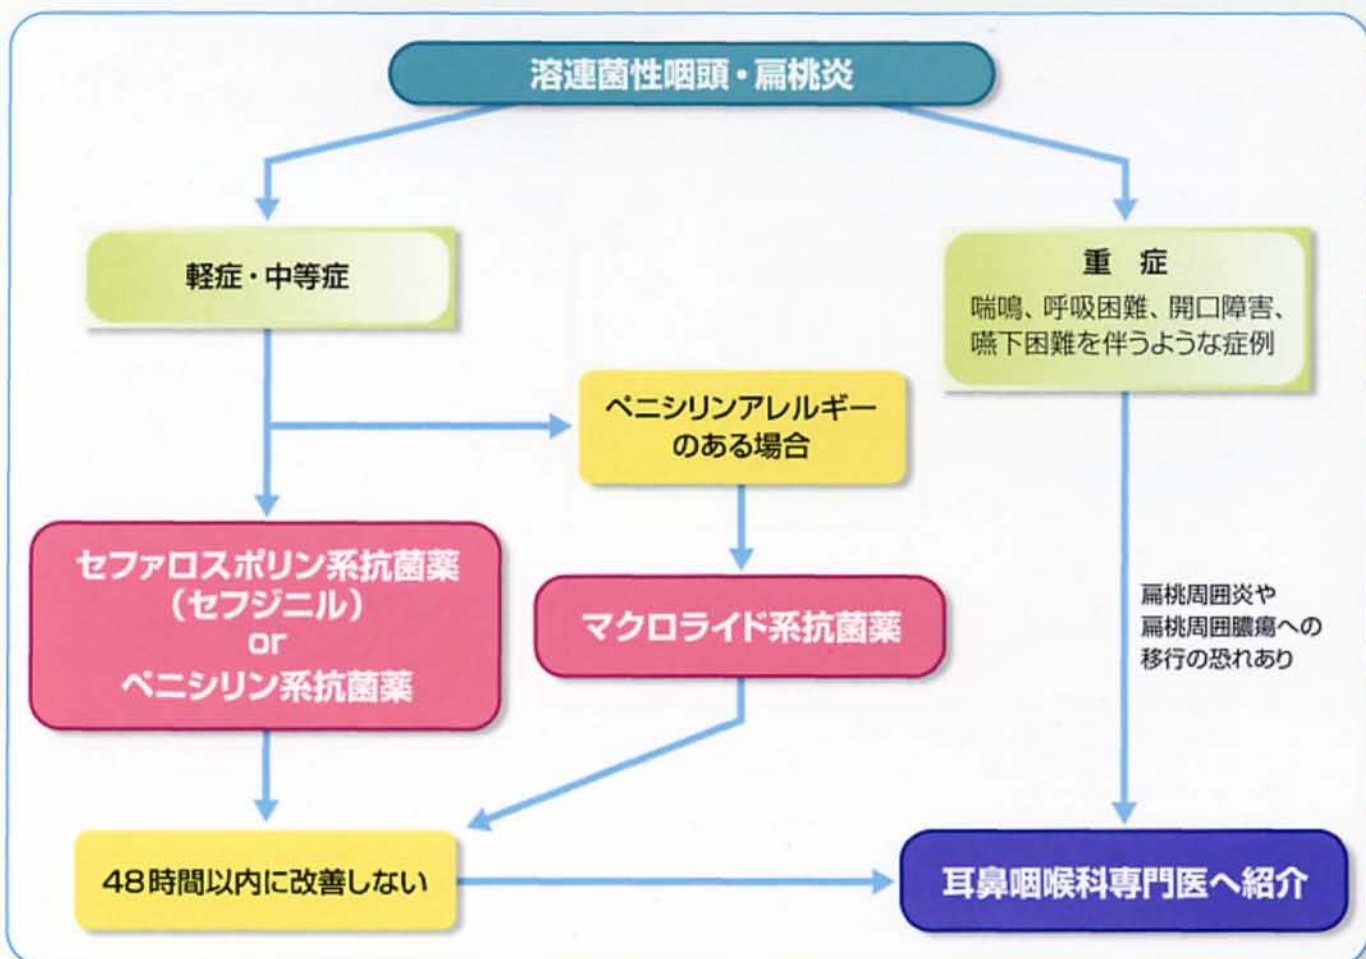 溶連菌性咽頭・扁桃炎
軽症・中等症
重 症
喘鳴、呼吸困難、開口障害、
嚥下困難を伴うような症例
ペニシリンアレルギー
のある場合
セファロスポリン系抗菌薬
(セフジニル)
or
ペニシリン系抗菌薬
マクロライド系抗菌薬
扁桃周囲炎や
扁桃周囲膿瘍への
移行の恐れあり
48時間以内に改善しない
耳鼻咽喉科専門医へ紹介